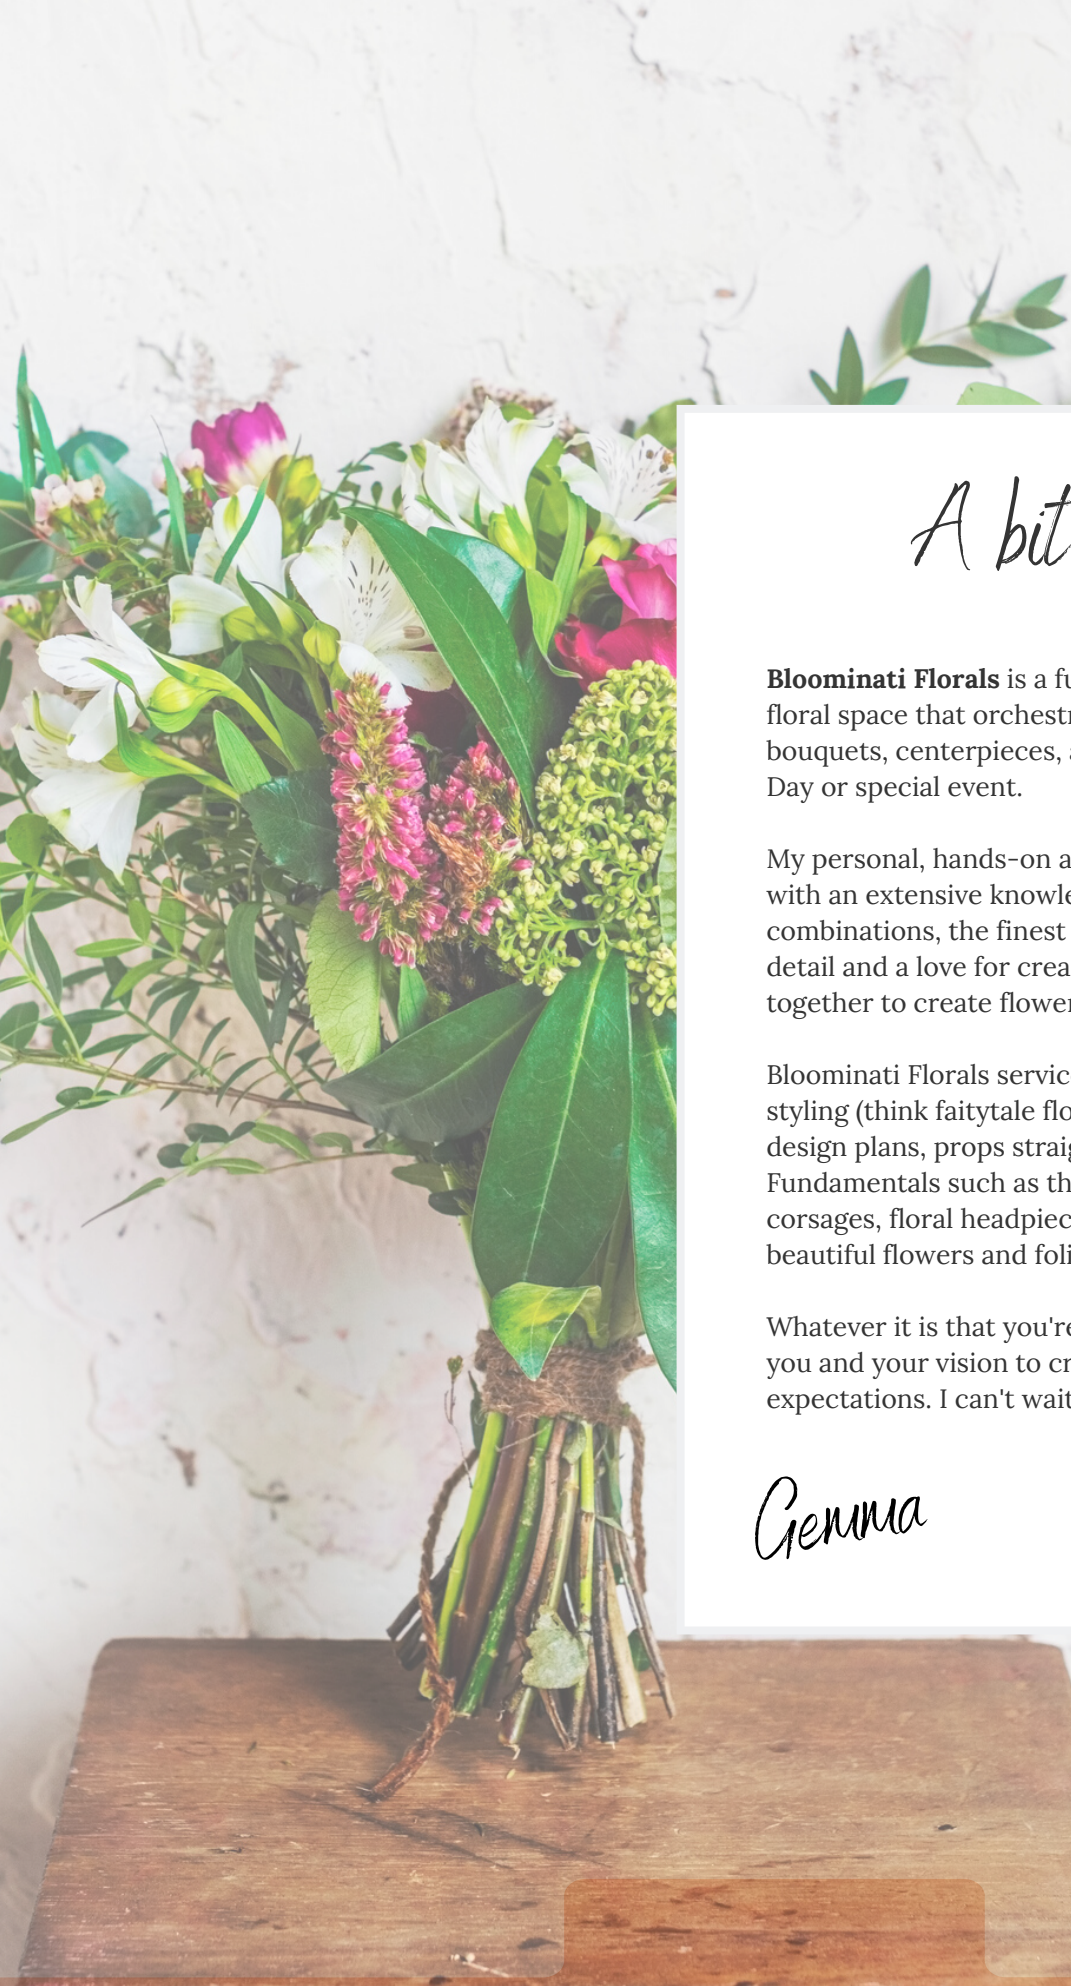 A bit
Bloominati Florals is a fu
floral space that orchest
bouquets, centerpieces,
Day or special event.
My personal, hands-on a
with an extensive knowle
combinations, the finest
detail and a love for crea
together to create flower
Bloominati Florals servic
styling (think faitytale flo
design plans, props straig
Fundamentals such as th
corsages, floral headpiec
beautiful flowers and foli
Whatever it is that you're
you and your vision to cr
expectations. I can't wait
Gemma